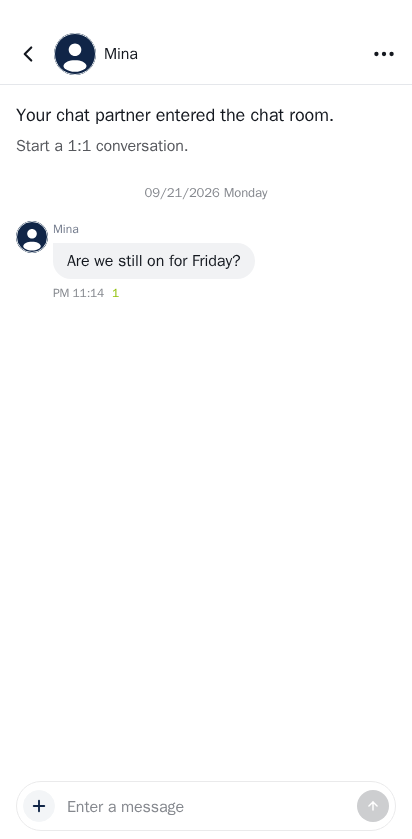 Mina
Your chat partner entered the chat room.
Start a 1:1 conversation.
09/21/2026 Monday
Mina
Are we still on for Friday?
PM 11:14 1
Enter a message